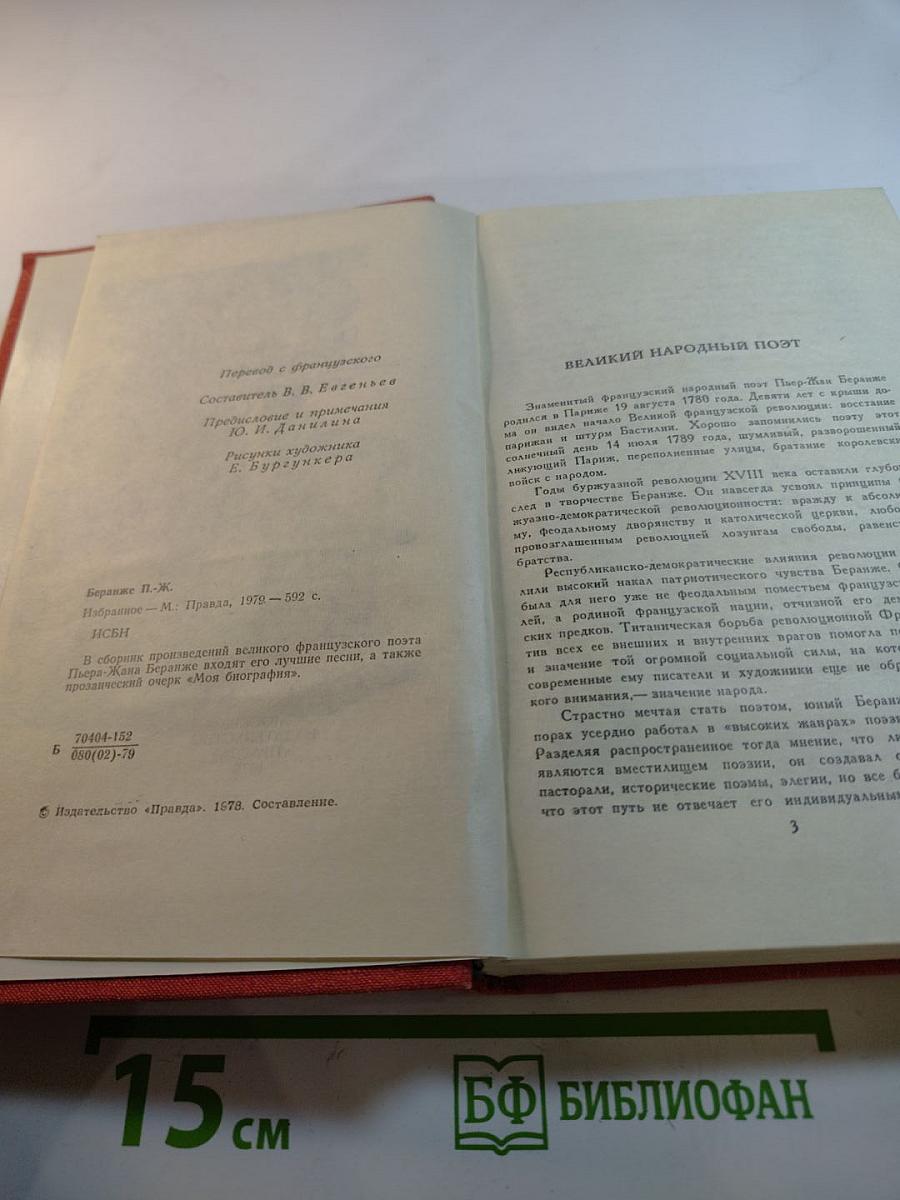 Перевод с французского
Составитель В. В. Евгеньев
Предисловие и примечания
Ю. И. Данилина
Рисунки художника
Е. Бургункера
Беранже П.-Ж.
Избранное — М.: Правда, 1979 — 592 с.
ИСБН
В сборник произведений великого французского поэта
Пьера-Жана Беранже входят его лучшие песни, а также
прозаический очерк «Моя биография».
Б 70404-152
080(02)-79
© Издательство «Правда». 1978. Составление.
ВЕЛИКИЙ НАРОДНЫЙ ПОЭТ
Знаменитый французский народный поэт Пьер-Жан Беранже
родился в Париже 19 августа 1780 года. Девяти лет с крыши до-
ма он видел начало Великой Французской революции: восстание
парижан и штурм Бастилии. Хорошо запомнились поэту этот
солнечный день 14 июля 1789 года, шумливый, развороченный,
ликующий Париж, переполненные улицы, братание королевски
войск с народом.
Годы буржуазной революции XVIII века оставили глубо
след в творчестве Беранже. Он навсегда усвоил принципы
жуазно-демократической революционности: вражду к абсол
му, феодальному дворянству и католической церкви, любо
провозглашенным революцией лозунгам свободы, равенс
братства.
Республиканско-демократические влияния революции
лили высокий накал патриотического чувства Беранже.
была для него уже не феодальным поместьем французс
лей, а родиной французской нации, отчизной его дем
ских предков. Титаническая борьба революционной Фр
тив всех ее внешних и внутренних врагов помогла по
и значение той огромной социальной силы, на кото
современные ему писатели и художники еще не обр
кого внимания,— значение народа.
Страстно мечтая стать поэтом, юный Беранж
порах усердно работал в «высоких жанрах» поэзи
Разделяя распространенное тогда мнение, что ли
являются вместилищем поэзии, он создавал о
пасторали, исторические поэмы, элегии, но все б
что этот путь не отвечает его индивидуальных
3
15 см
БФ БИБЛИОФАН